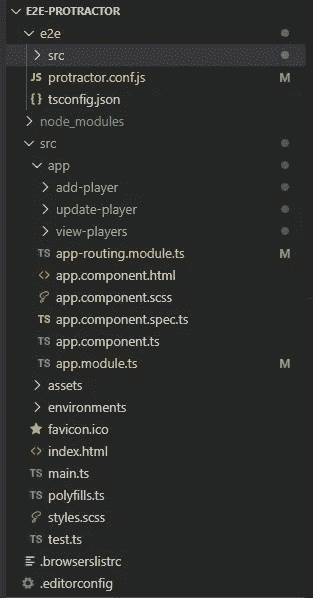 E2E-PROTRACTOR
e2e
src
JS protractor.conf.js M
{} tsconfig.json
node_modules
src
app
add-player
update-player
view-players
TS app-routing.module.ts M
<> app.component.html
app.component.scss
TS app.component.spec.ts
TS app.component.ts
TS app.module.ts M
assets
environments
favicon.ico
<> index.html
TS main.ts
TS polyfills.ts
styles.scss
TS test.ts
.browserslistrc
.editorconfig